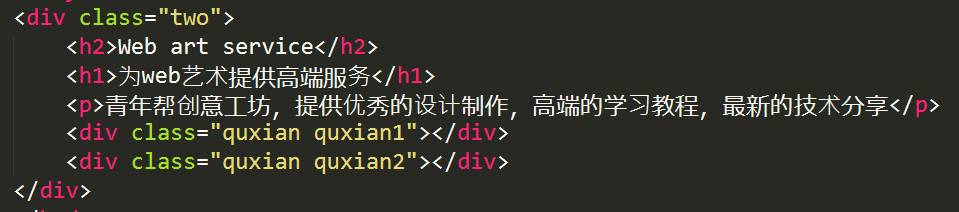 <div class="two">
<h2>Web art service</h2>
<h1>为web艺术提供高端服务</h1>
<p>青年帮创意工坊，提供优秀的设计制作，高端的学习教程，最新的技术分享</p>
<div class="quxian quxian1"></div>
<div class="quxian quxian2"></div>
</div>